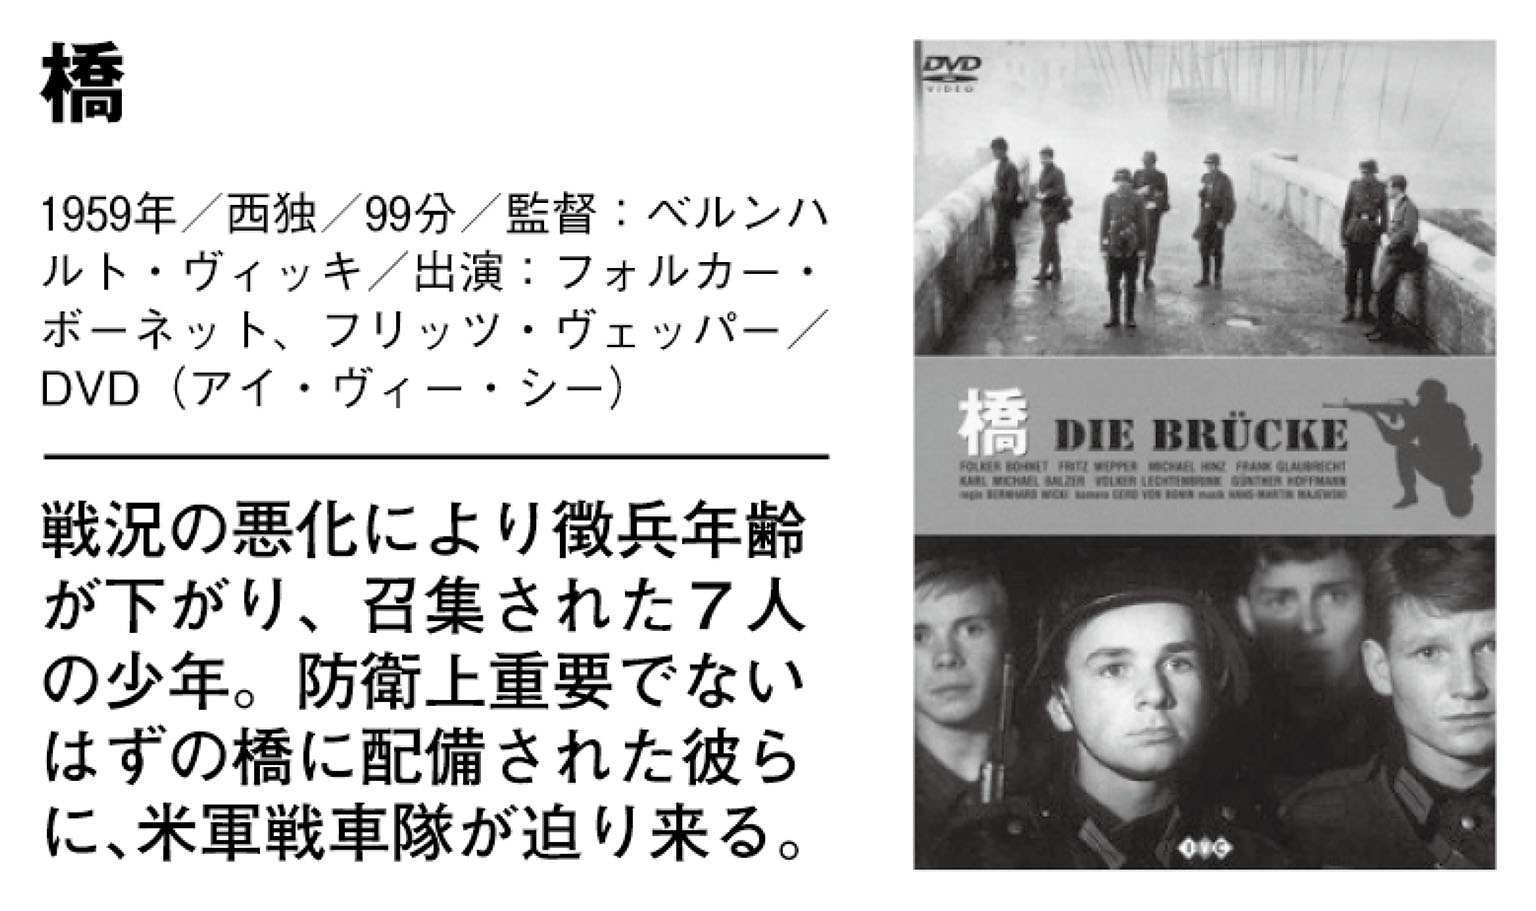 橋
1959年／西独／99分／監督：ベルンハ
ルト・ヴィッキ／出演：フォルカー・
ボーネット、フリッツ・ヴェッパー／
DVD（アイ・ヴィー・シー）
戦況の悪化により徴兵年齢
が下がり、召集された７人
の少年。防衛上重要でない
はずの橋に配備された彼ら
に、米軍戦車隊が迫り来る。
DVD
VIDEO
橋 DIE BRÜCKE
FOLKER BOHNET FRITZ WEPPER MICHAEL HINZ FRANK GLAUBRECHT
KARL MICHAEL BALZER VOLKER LECHTENBRINK GÜNTHER HOFFMANN
regie BERNHARD WICKI kamera GERD VON BONIN musik HANS-MARTIN MAJEWSKI
IVC